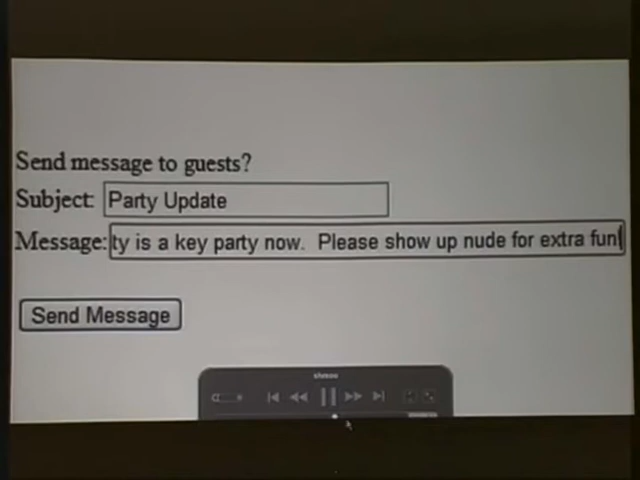 Send message to guests?
Subject: Party Update
Message: ty is a key party now. Please show up nude for extra fun!
Send Message